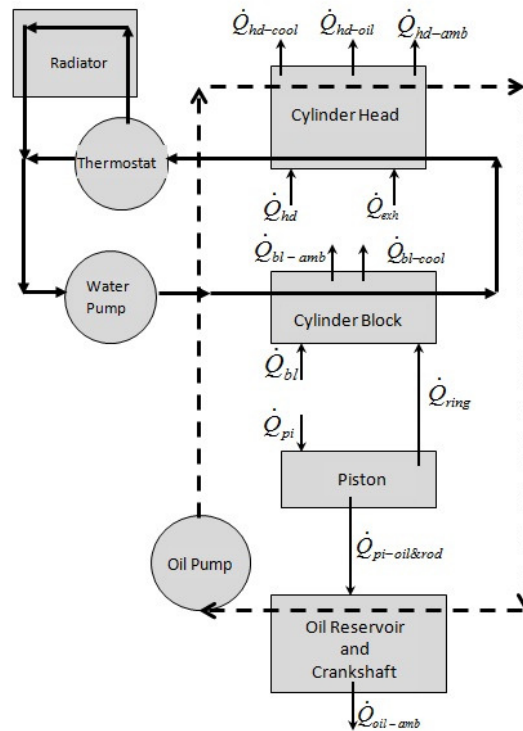 Q̇hd-cool
Q̇hd-oil
Q̇hd-amb
Radiator
Cylinder Head
Thermostat
Q̇hd
Q̇exh
Q̇bl-amb
Q̇bl-cool
Water
Pump
Cylinder Block
Q̇bl
Q̇ring
Q̇pi
Piston
Q̇pi-oil&rod
Oil Pump
Oil Reservoir
and
Crankshaft
Q̇oil-amb